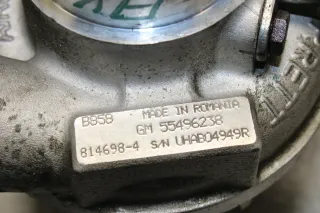 B858 MADE IN ROMANIA
GM 55496238
814698-4 S/N UHAB04949R